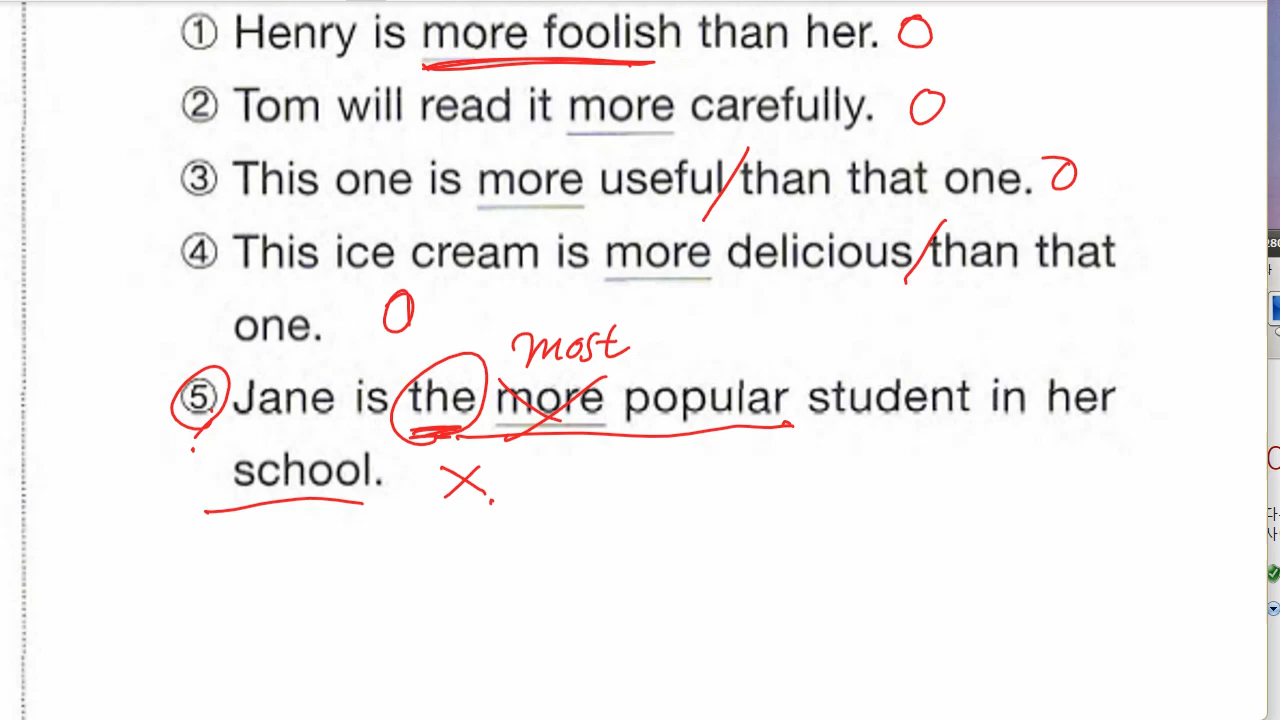 ① Henry is more foolish than her. O
② Tom will read it more carefully. O
③ This one is more useful than that one. O
④ This ice cream is more delicious than that
one. O
most
⑤ Jane is the more popular student in her
school. X.